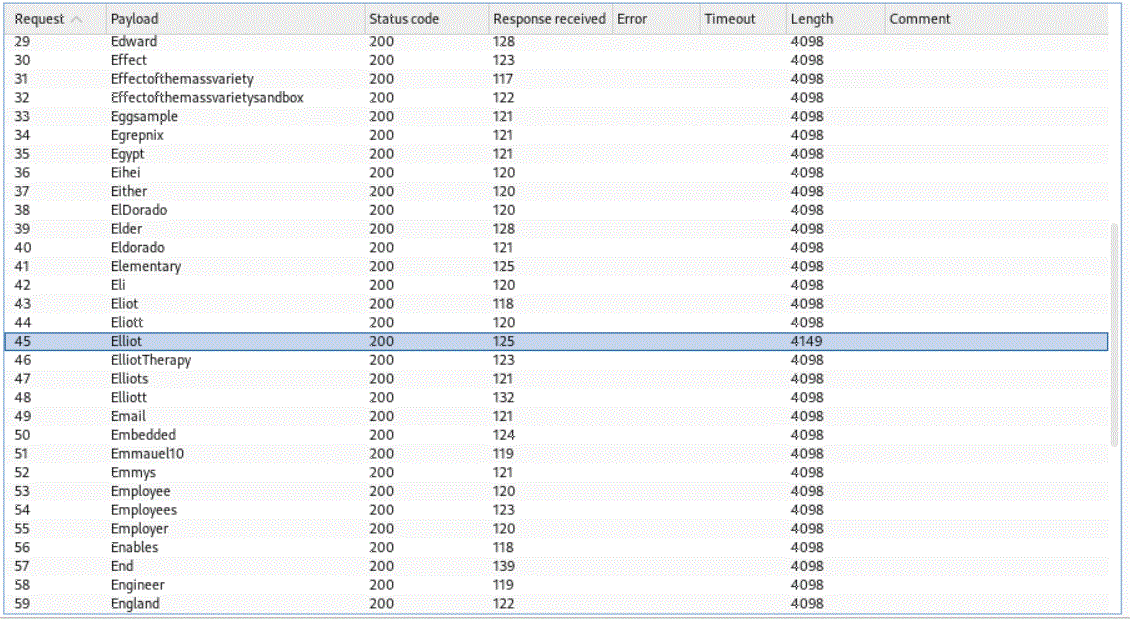 Request Payload Status code Response received Error Timeout Length Comment
29 Edward 200 128 4098
30 Effect 200 123 4098
31 Effectofthemassvariety 200 117 4098
32 Effectofthemassvarietysandbox 200 122 4098
33 Eggsample 200 121 4098
34 Egrepnix 200 121 4098
35 Egypt 200 121 4098
36 Eihei 200 120 4098
37 Either 200 120 4098
38 ElDorado 200 120 4098
39 Elder 200 128 4098
40 Eldorado 200 121 4098
41 Elementary 200 125 4098
42 Eli 200 120 4098
43 Eliot 200 118 4098
44 Eliott 200 120 4098
45 Elliot 200 125 4149
46 ElliotTherapy 200 123 4098
47 Elliots 200 121 4098
48 Elliott 200 132 4098
49 Email 200 121 4098
50 Embedded 200 124 4098
51 Emmauel10 200 119 4098
52 Emmys 200 121 4098
53 Employee 200 120 4098
54 Employees 200 123 4098
55 Employer 200 120 4098
56 Enables 200 118 4098
57 End 200 139 4098
58 Engineer 200 119 4098
59 England 200 122 4098